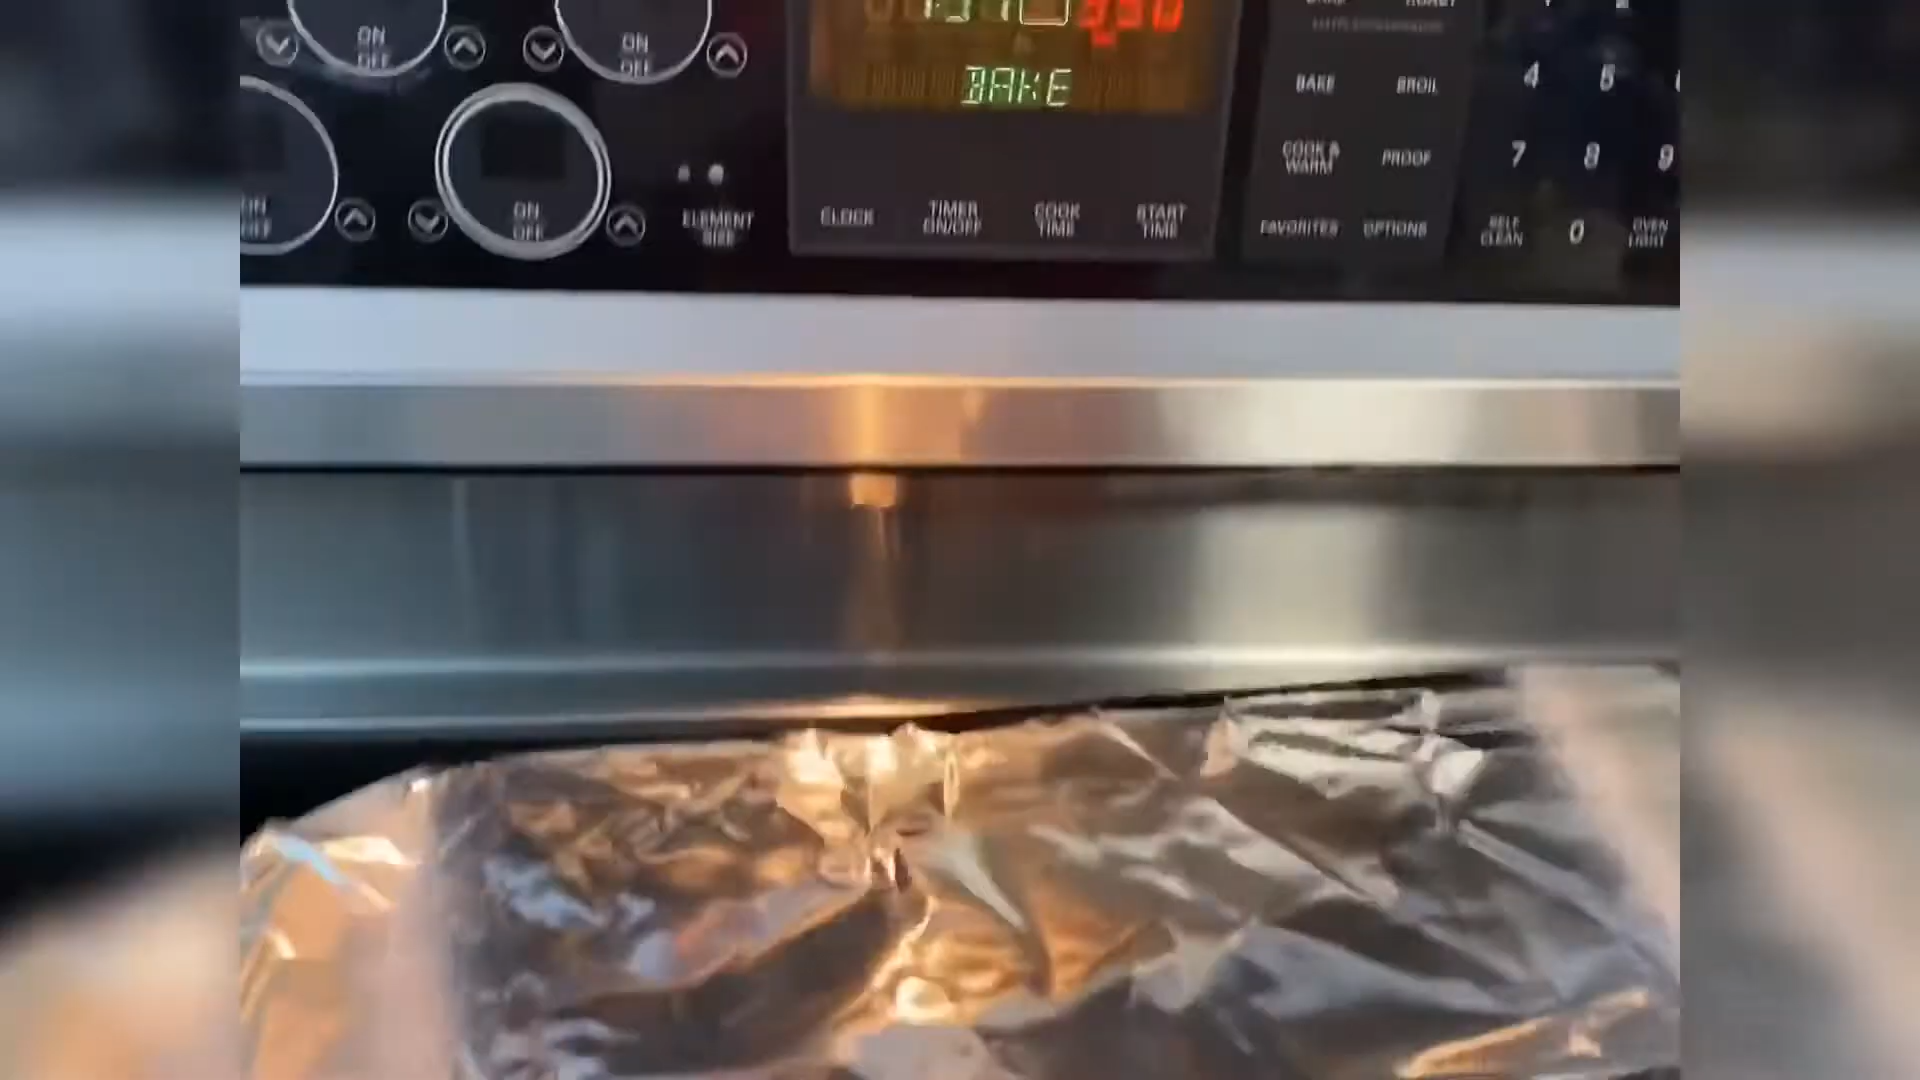 ON
OFF
ON
OFF
350
BAKE
BAKE
BROIL
4
5
COOK &
WARM
PROOF
7
8
9
ON
OFF
ON
OFF
ELEMENT
SIZE
CLOCK
TIMER
ON/OFF
COOK
TIME
START
TIME
FAVORITES
OPTIONS
SELF
CLEAN
0
OVEN
LIGHT